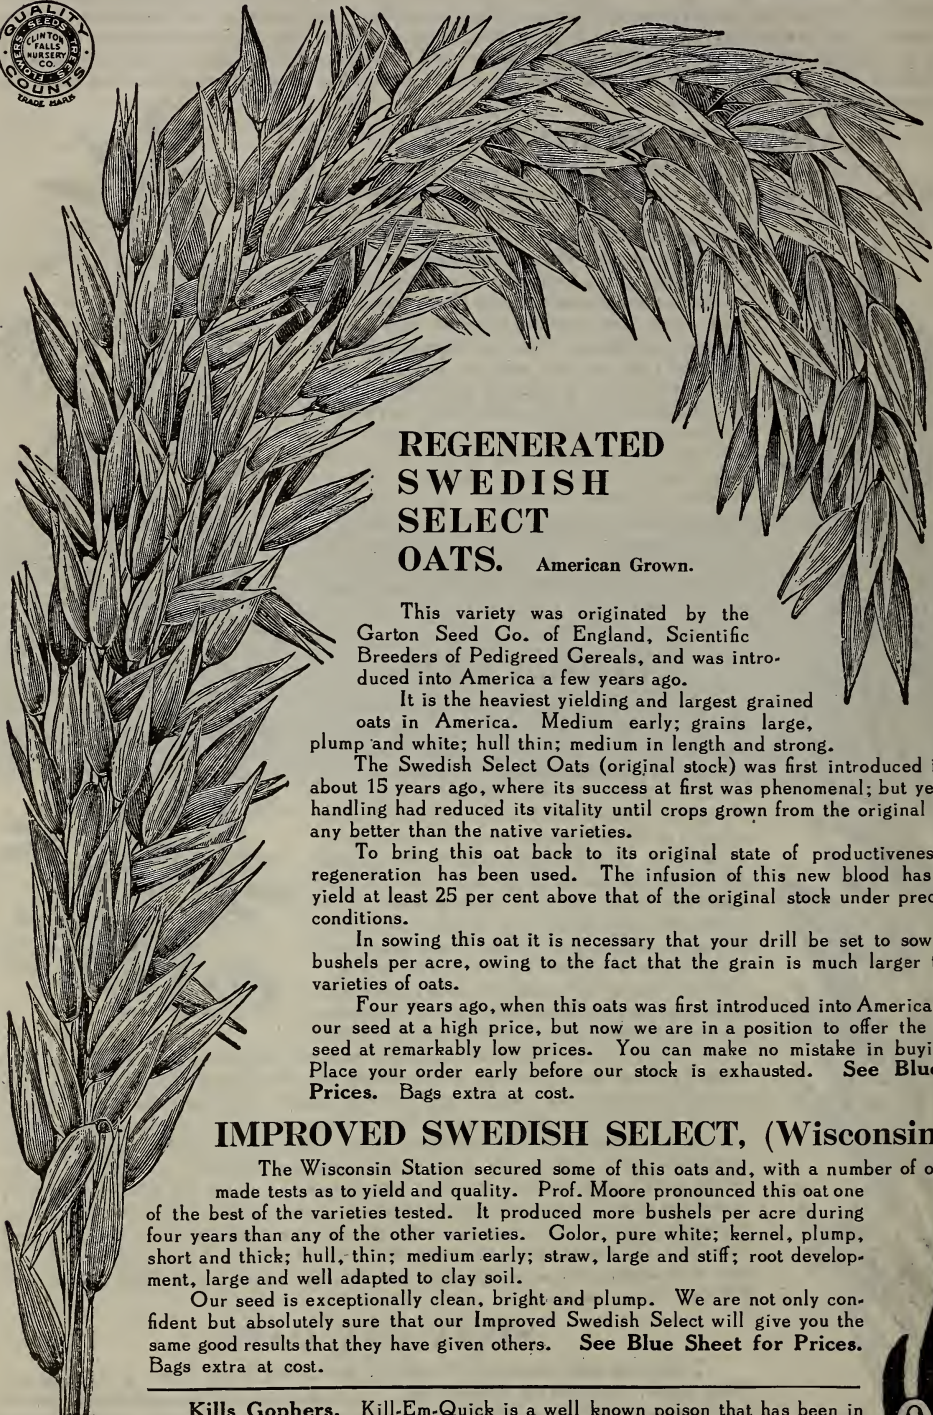 QUALITY
SEEDS TREES FLOWERS
CLINTON
FALLS
NURSERY
CO.
COUNTS
TRADE MARK
REGENERATED
SWEDISH
SELECT
OATS. American Grown.
This variety was originated by the
Garton Seed Co. of England, Scientific
Breeders of Pedigreed Cereals, and was intro-
duced into America a few years ago.
It is the heaviest yielding and largest grained
oats in America. Medium early; grains large,
plump and white; hull thin; medium in length and strong.
The Swedish Select Oats (original stock) was first introduced
about 15 years ago, where its success at first was phenomenal; but ye
handling had reduced its vitality until crops grown from the original
any better than the native varieties.
To bring this oat back to its original state of productivenes
regeneration has been used. The infusion of this new blood has
yield at least 25 per cent above that of the original stock under prec
conditions.
In sowing this oat it is necessary that your drill be set to sow
bushels per acre, owing to the fact that the grain is much larger
varieties of oats.
Four years ago, when this oats was first introduced into America
our seed at a high price, but now we are in a position to offer the
seed at remarkably low prices. You can make no mistake in buyi
Place your order early before our stock is exhausted. See Blue
Prices. Bags extra at cost.
IMPROVED SWEDISH SELECT, (Wisconsin
The Wisconsin Station secured some of this oats and, with a number of o
made tests as to yield and quality. Prof. Moore pronounced this oat one
of the best of the varieties tested. It produced more bushels per acre during
four years than any of the other varieties. Color, pure white; kernel, plump,
short and thick; hull, thin; medium early; straw, large and stiff; root develop-
ment, large and well adapted to clay soil.
Our seed is exceptionally clean, bright and plump. We are not only con-
fident but absolutely sure that our Improved Swedish Select will give you the
same good results that they have given others. See Blue Sheet for Prices.
Bags extra at cost.
Kills Gophers. Kill-Em-Quick is a well known poison that has been in